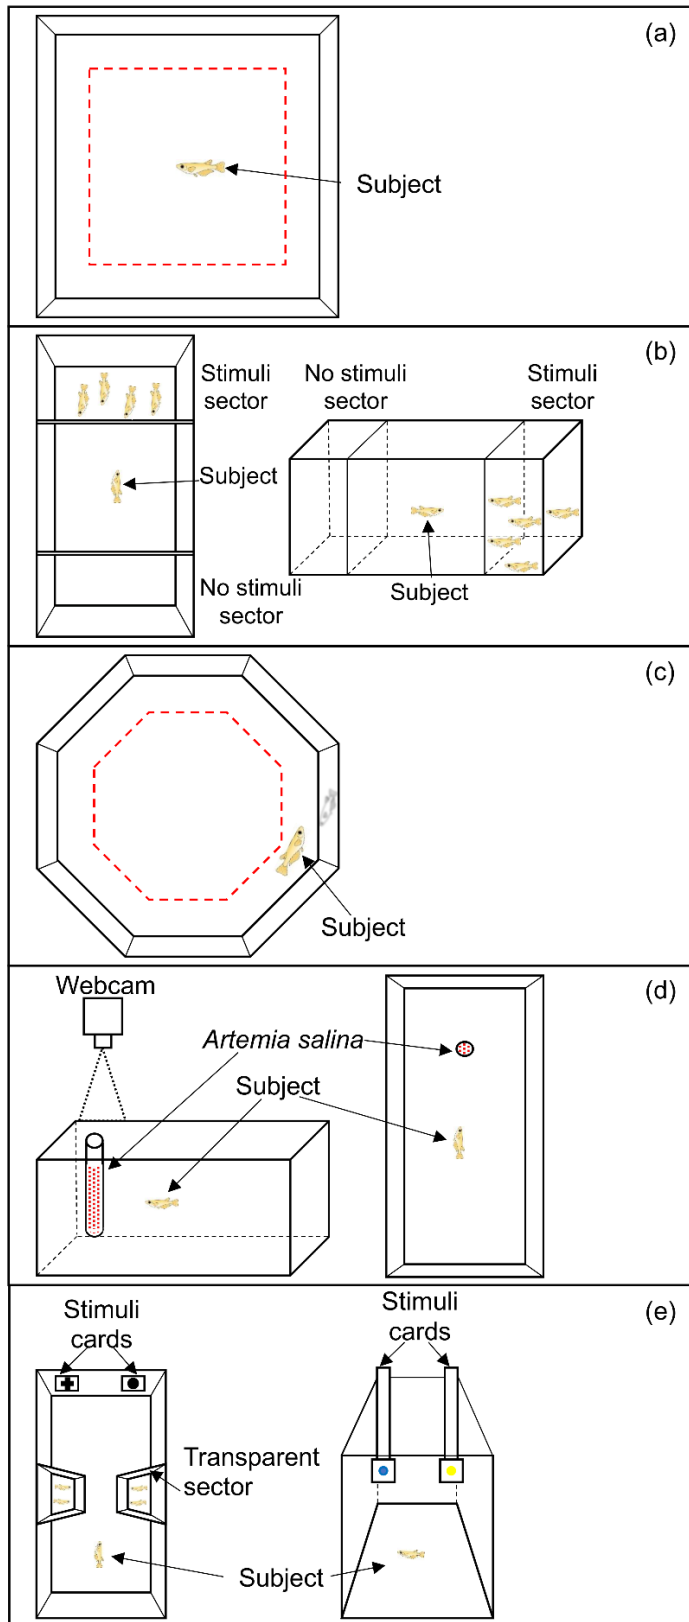 (a)
Subject
(b)
Stimuli
sector
No stimuli
sector
Stimuli
sector
Subject
Subject
No stimuli
sector
(c)
Subject
(d)
Webcam
Artemia salina
Subject
(e)
Stimuli
cards
Stimuli
cards
Transparent
sector
Subject